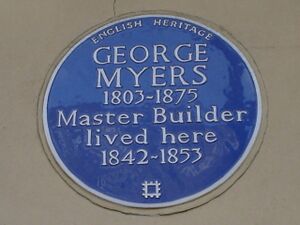 ENGLISH HERITAGE
GEORGE
MYERS
1803-1875
Master Builder
lived here
1842-1853